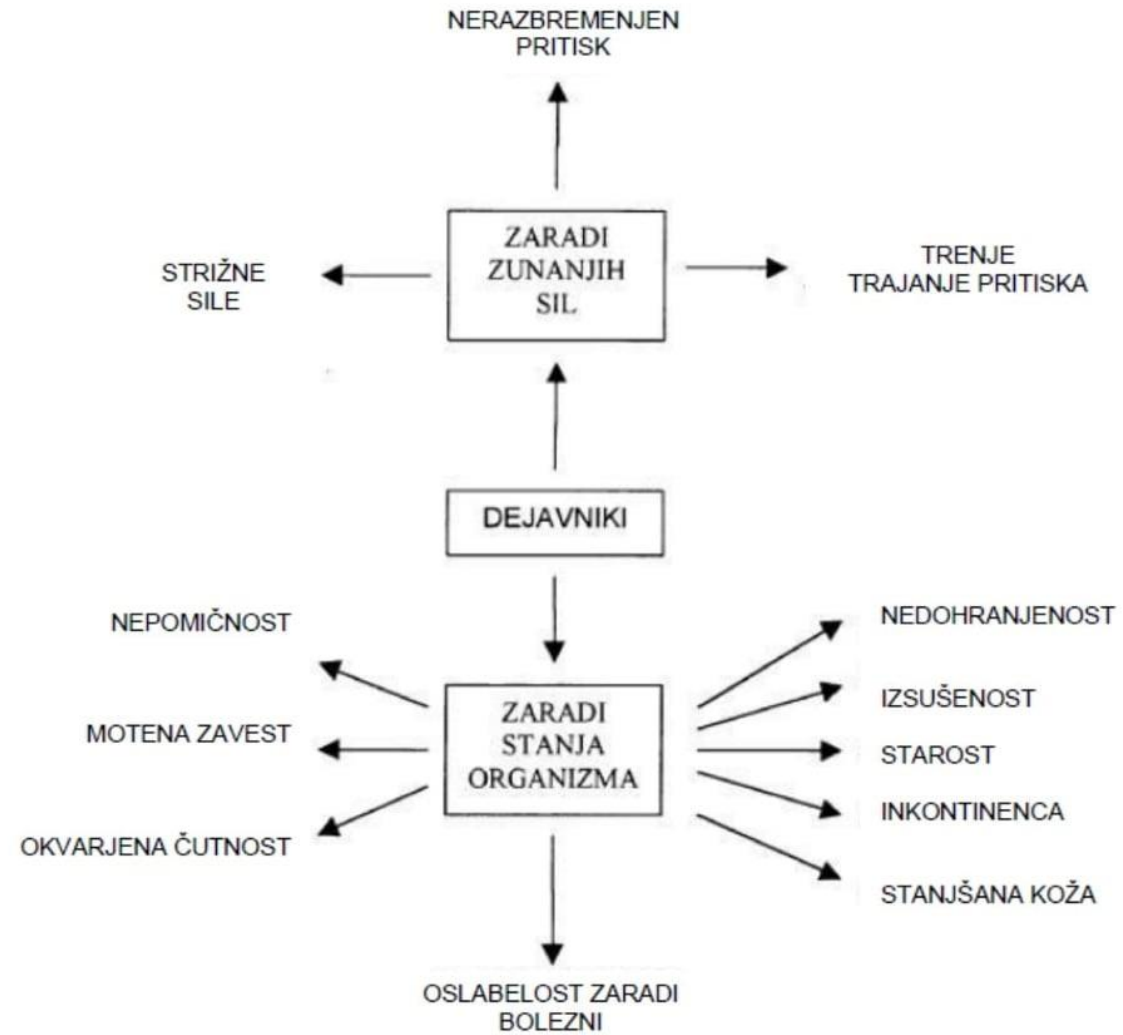 NERAZBREMENJEN
PRITISK
ZARADI
ZUNANJIH
SIL
STRIŽNE
SILE
TRENJE
TRAJANJE PRITISKA
DEJAVNIKI
NEPOMIČNOST
MOTENA ZAVEST
OKVARJENA ČUTNOST
ZARADI
STANJA
ORGANIZMA
NEDOHRANJENOST
IZSUŠENOST
STAROST
INKONTINENCA
STANJŠANA KOŽA
OSLABELOST ZARADI
BOLEZNI